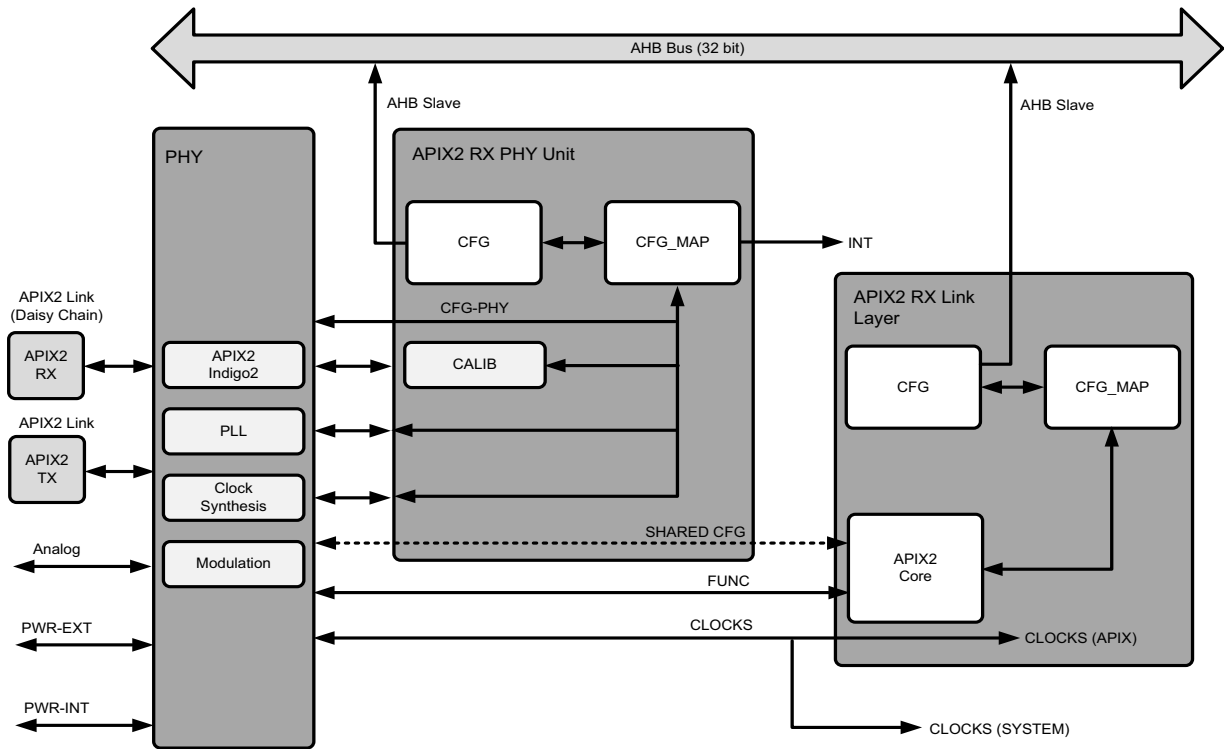 AHB Bus (32 bit)
AHB Slave
AHB Slave
PHY
APIX2 RX PHY Unit
CFG
CFG_MAP
INT
APIX2 RX Link
Layer
CFG
CFG_MAP
APIX2 Link
(Daisy Chain)
APIX2
RX
CFG-PHY
APIX2
Indigo2
CALIB
APIX2 Link
APIX2
TX
PLL
Clock
Synthesis
SHARED CFG
Analog
Modulation
APIX2
Core
FUNC
PWR-EXT
CLOCKS
CLOCKS (APIX)
PWR-INT
CLOCKS (SYSTEM)